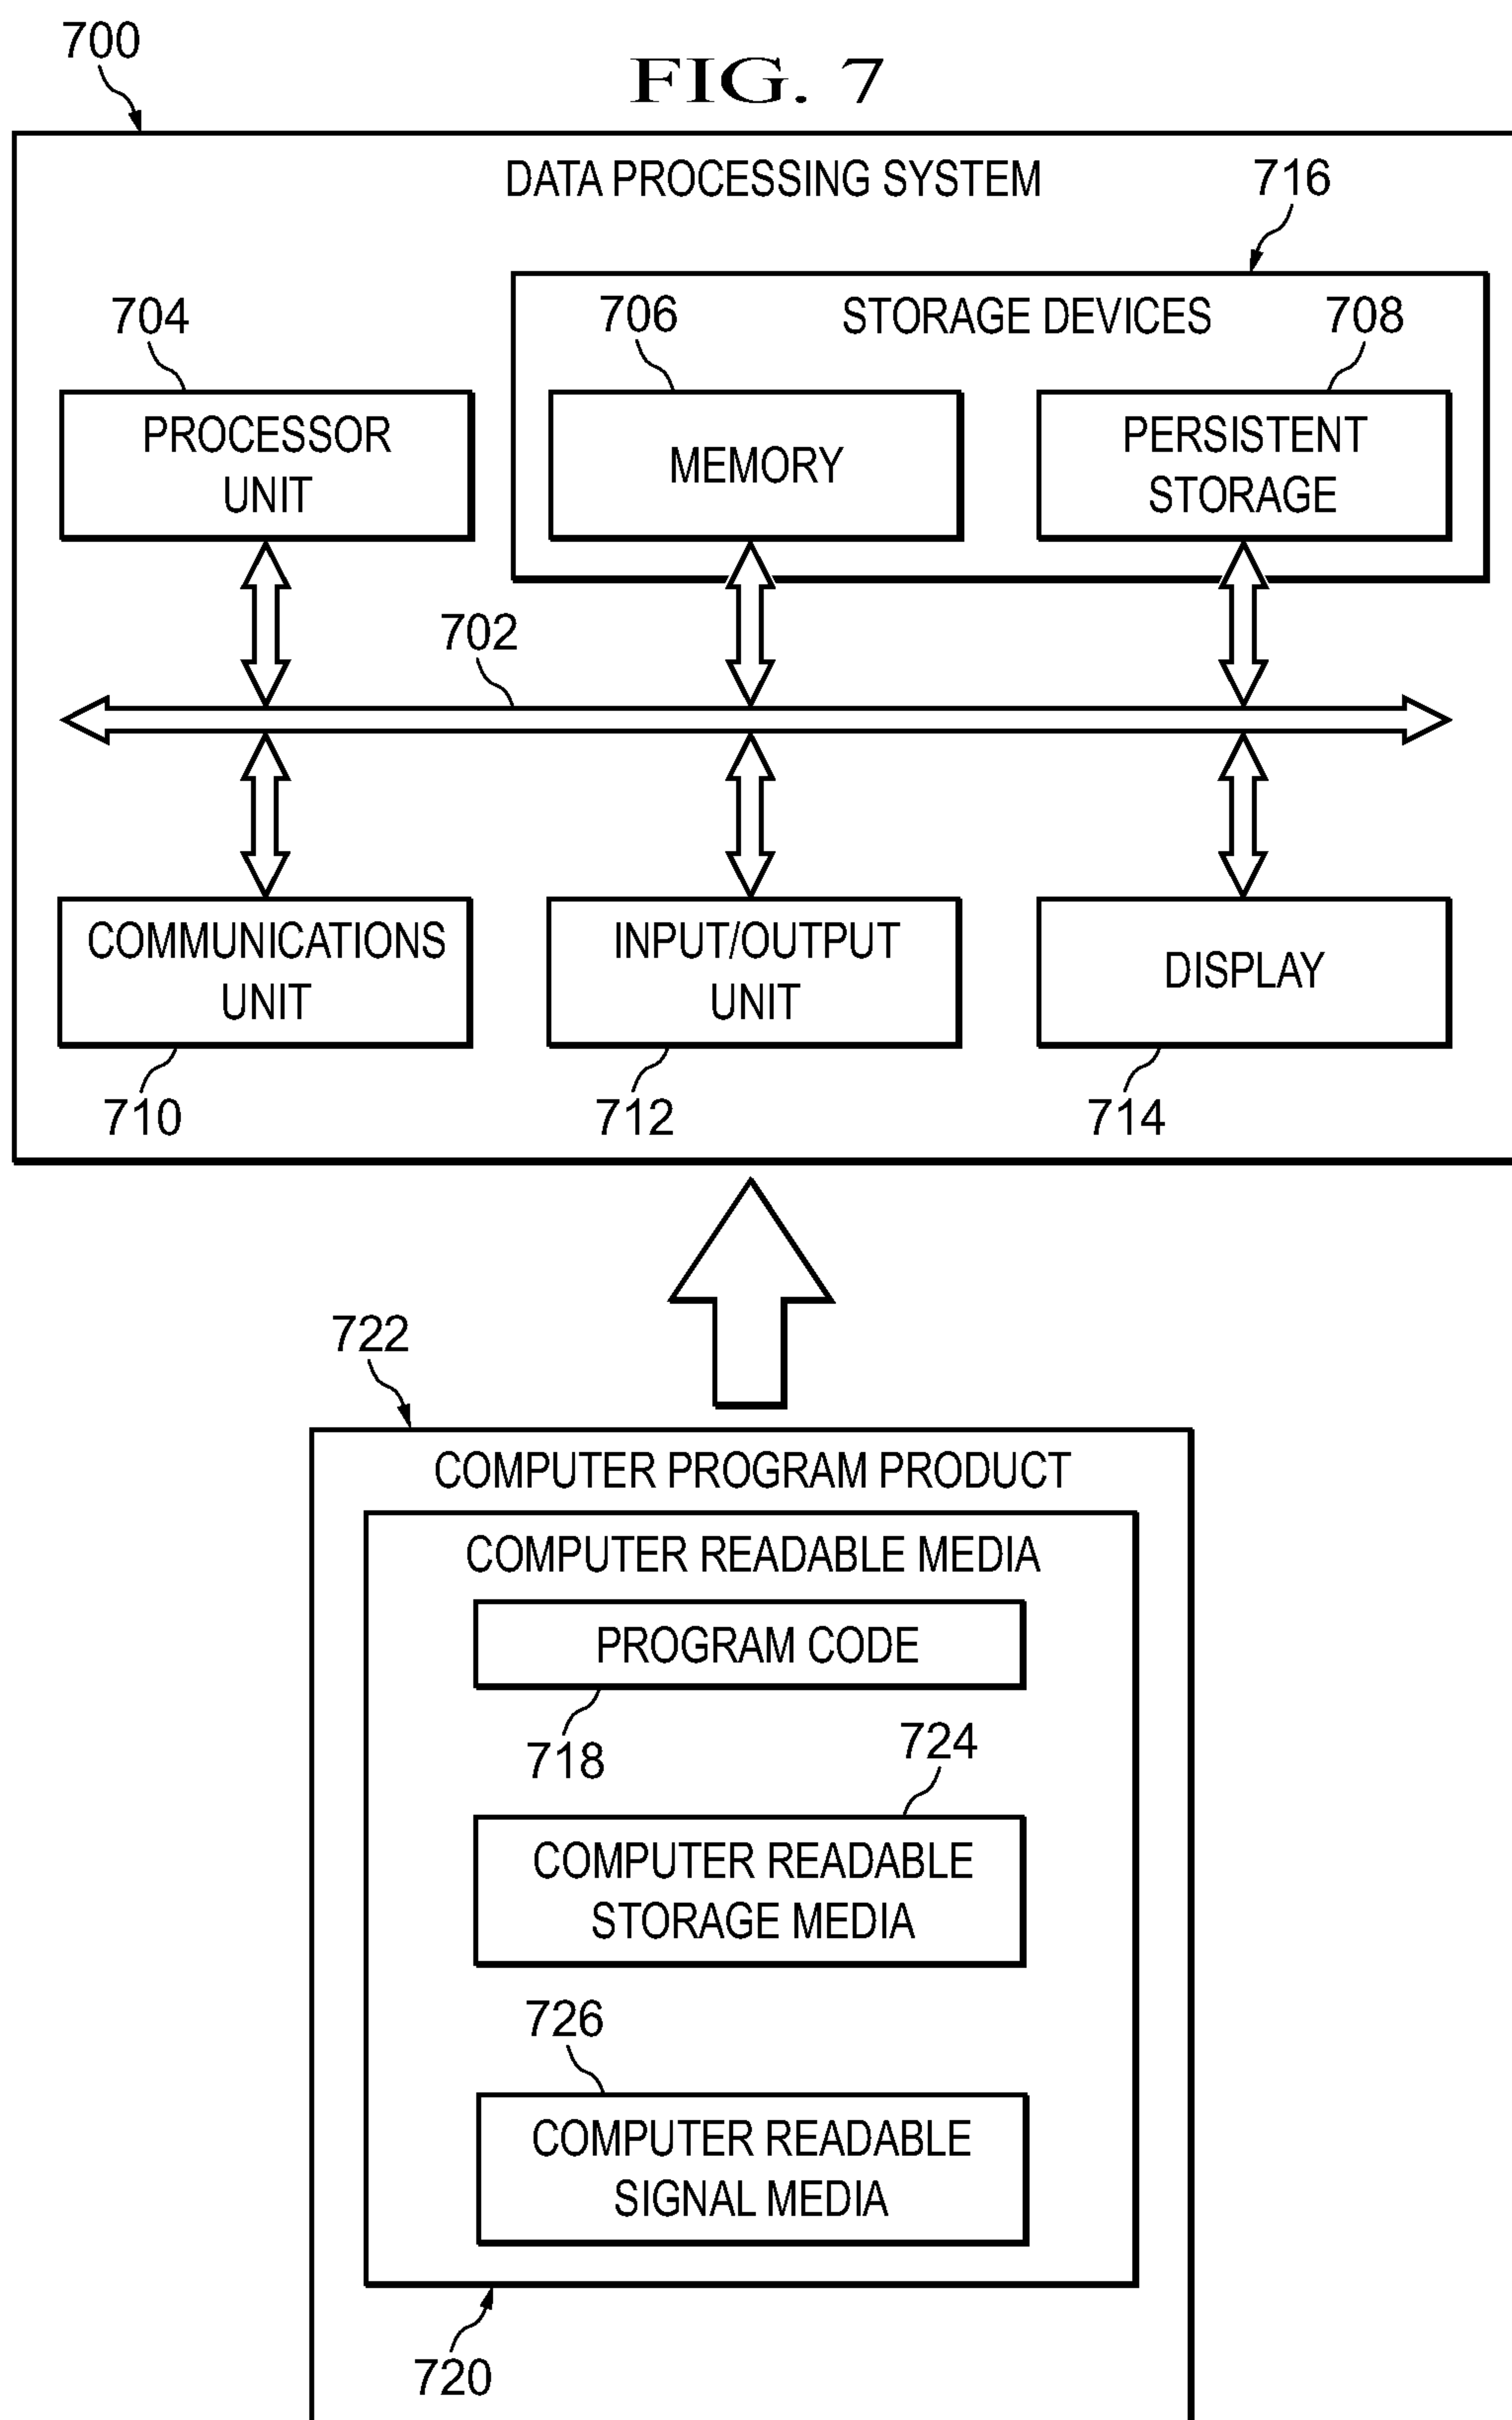 700
FIG. 7
DATA PROCESSING SYSTEM
716
704
706
STORAGE DEVICES
708
PROCESSOR
UNIT
MEMORY
PERSISTENT
STORAGE
702
COMMUNICATIONS
UNIT
INPUT/OUTPUT
UNIT
DISPLAY
710
712
714
722
COMPUTER PROGRAM PRODUCT
COMPUTER READABLE MEDIA
PROGRAM CODE
718
724
COMPUTER READABLE
STORAGE MEDIA
726
COMPUTER READABLE
SIGNAL MEDIA
720